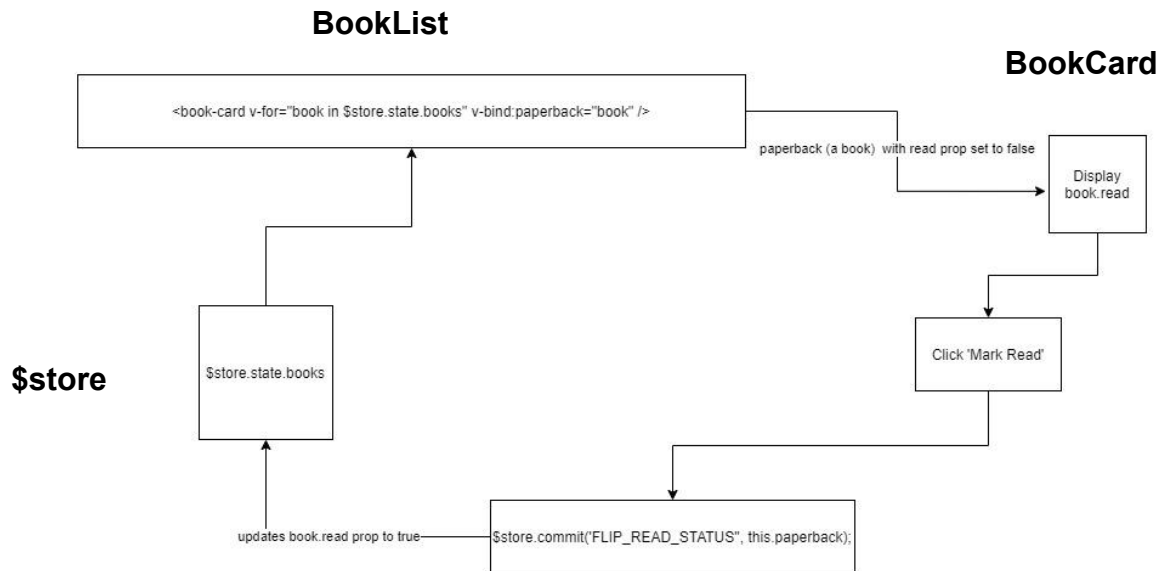 BookList
BookCard
<book-card v-for="book in $store.state.books" v-bind:paperback="book" />
paperback (a book)  with read prop set to false
Display
book.read
Click 'Mark Read'
$store
$store.state.books
updates book.read prop to true
$store.commit("FLIP_READ_STATUS", this.paperback);